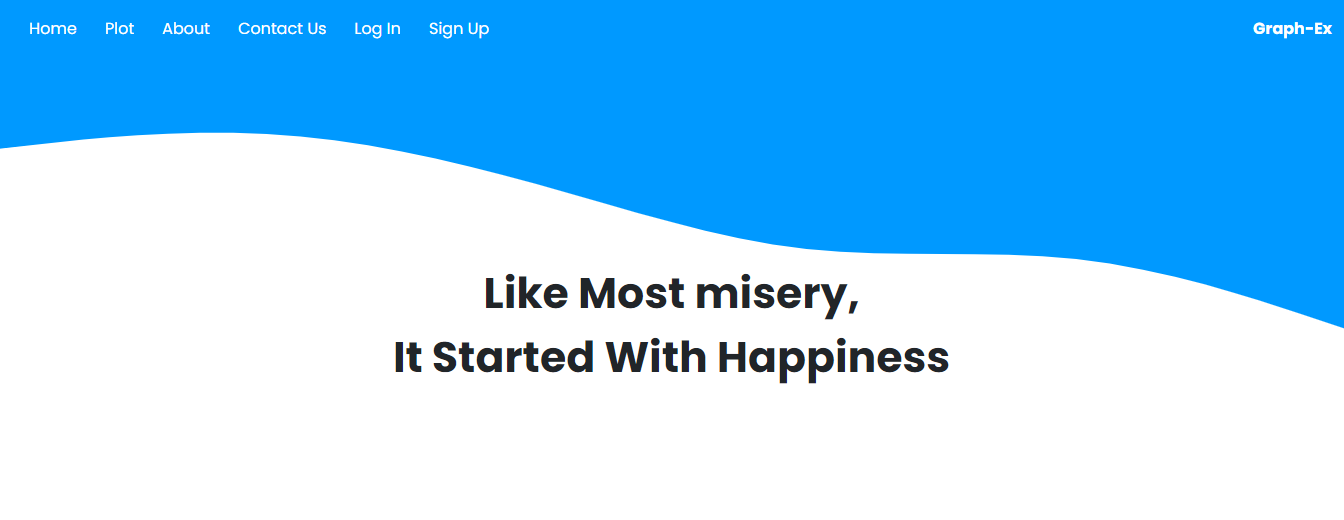 Home Plot About Contact Us Log In Sign Up Graph-Ex
Like Most misery,
It Started With Happiness